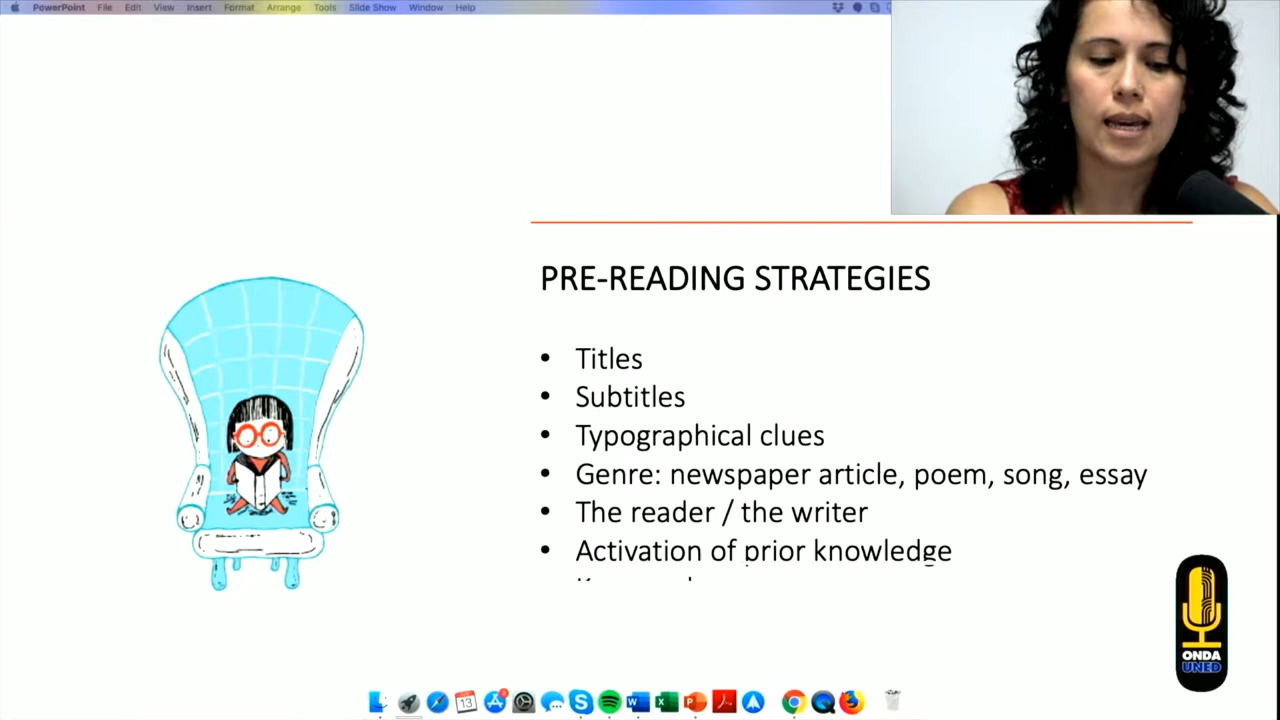 PowerPoint File Edit View Insert Format Arrange Tools Slide Show Window Help
PRE-READING STRATEGIES
• Titles
• Subtitles
• Typographical clues
• Genre: newspaper article, poem, song, essay
• The reader / the writer
• Activation of prior knowledge
ONDA
UNED
13